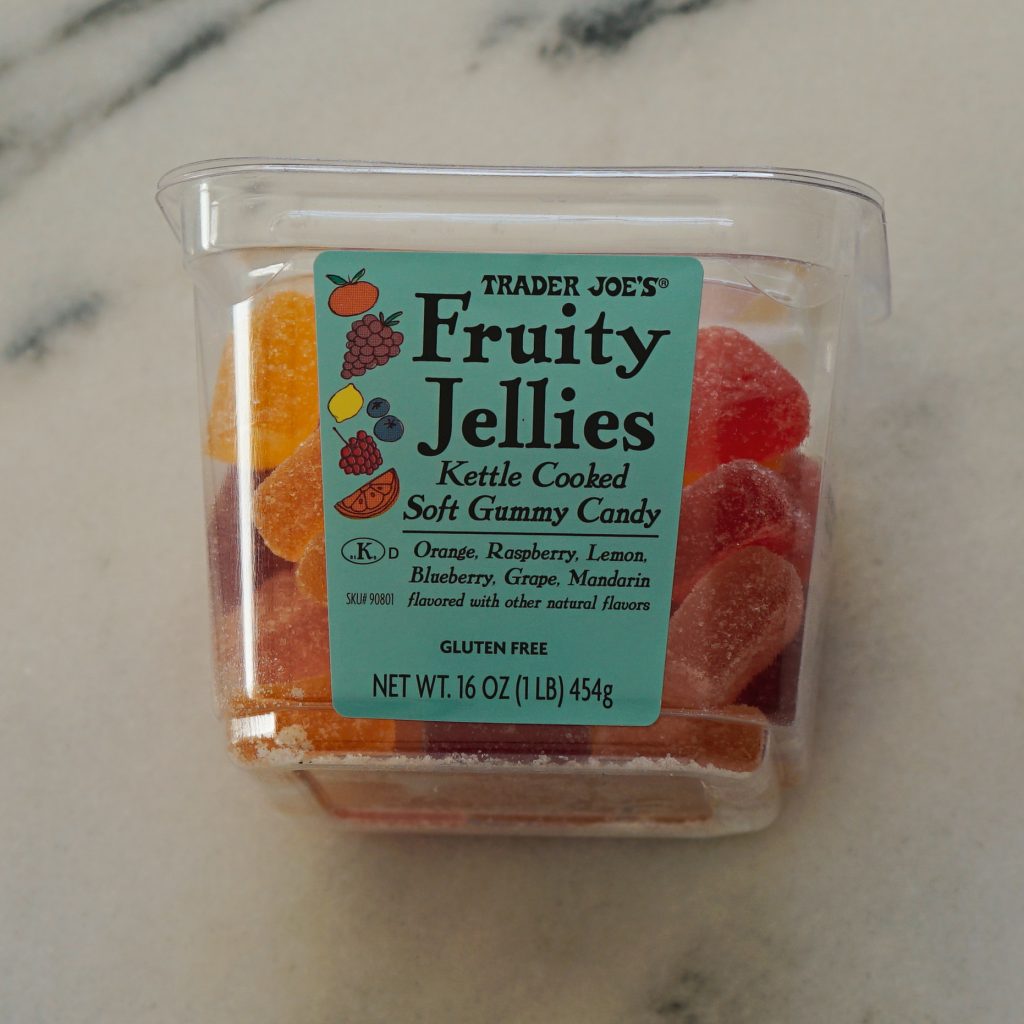 TRADER JOE'S®
Fruity
Jellies
Kettle Cooked
Soft Gummy Candy
K D
Orange, Raspberry, Lemon,
Blueberry, Grape, Mandarin
SKU# 90801
flavored with other natural flavors
GLUTEN FREE
NET WT. 16 OZ (1 LB) 454g